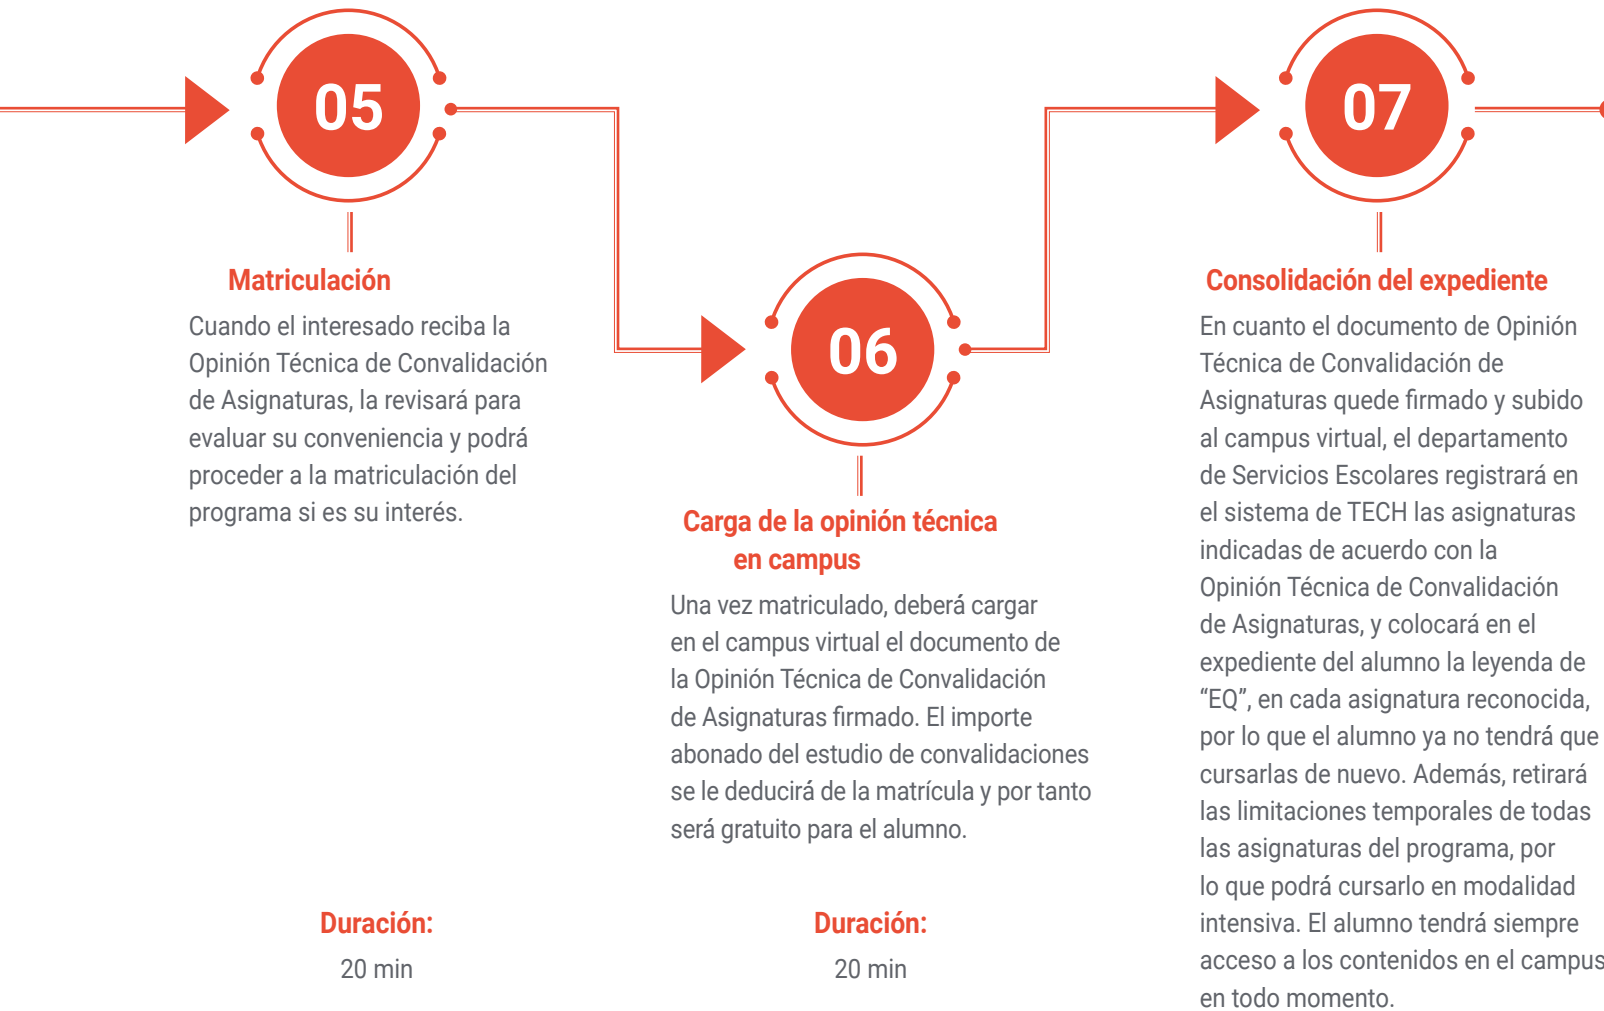 05
Matriculación
Cuando el interesado reciba la
Opinión Técnica de Convalidación
de Asignaturas, la revisará para
evaluar su conveniencia y podrá
proceder a la matriculación del
programa si es su interés.
Duración:
20 min
06
Carga de la opinión técnica
en campus
Una vez matriculado, deberá cargar
en el campus virtual el documento de
la Opinión Técnica de Convalidación
de Asignaturas firmado. El importe
abonado del estudio de convalidaciones
se le deducirá de la matrícula y por tanto
será gratuito para el alumno.
Duración:
20 min
07
Consolidación del expediente
En cuanto el documento de Opinión
Técnica de Convalidación de
Asignaturas quede firmado y subido
al campus virtual, el departamento
de Servicios Escolares registrará en
el sistema de TECH las asignaturas
indicadas de acuerdo con la
Opinión Técnica de Convalidación
de Asignaturas, y colocará en el
expediente del alumno la leyenda de
“EQ”, en cada asignatura reconocida,
por lo que el alumno ya no tendrá que
cursarlas de nuevo. Además, retirará
las limitaciones temporales de todas
las asignaturas del programa, por
lo que podrá cursarlo en modalidad
intensiva. El alumno tendrá siempre
acceso a los contenidos en el campus
en todo momento.